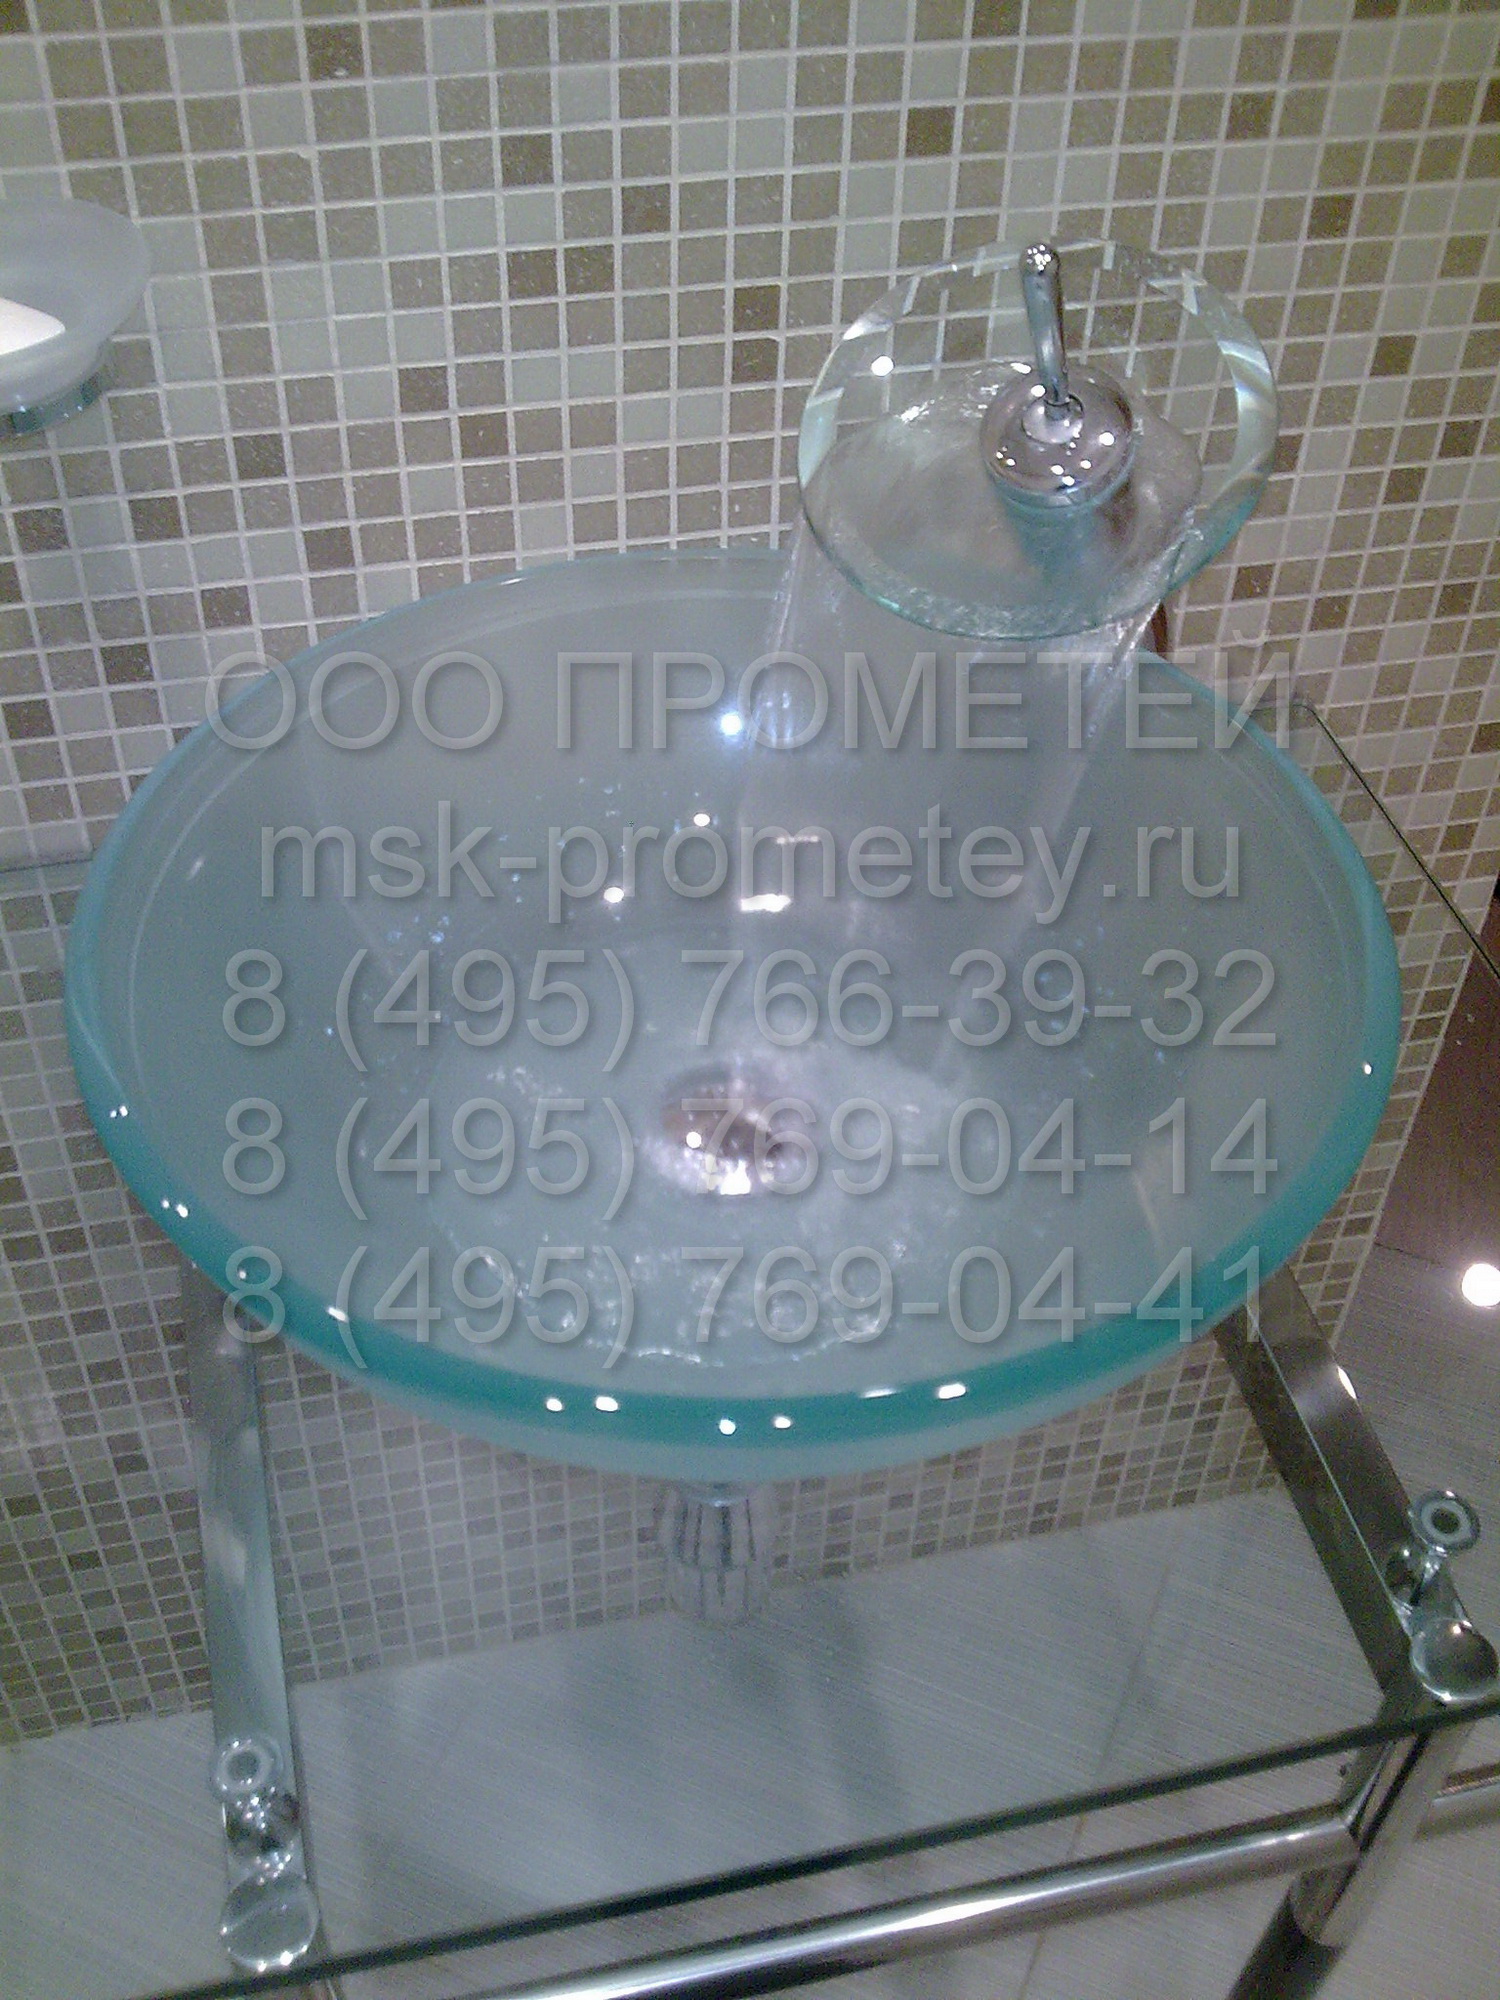 ООО ПРОМЕТЕЙ
msk-prometey.ru
8 (495) 766-39-32
8 (495) 769-04-14
8 (495) 769-04-41